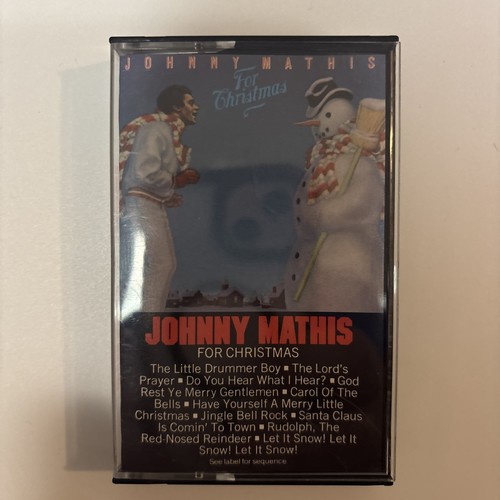 JOHNNY MATHIS
For
Christmas
JOHNNY MATHIS
FOR CHRISTMAS
The Little Drummer Boy ■ The Lord's
Prayer ■ Do You Hear What I Hear? ■ God
Rest Ye Merry Gentlemen ■ Carol Of The
Bells ■ Have Yourself A Merry Little
Christmas ■ Jingle Bell Rock ■ Santa Claus
Is Comin' To Town ■ Rudolph, The
Red-Nosed Reindeer ■ Let It Snow! Let It
Snow! Let It Snow!
See label for sequence